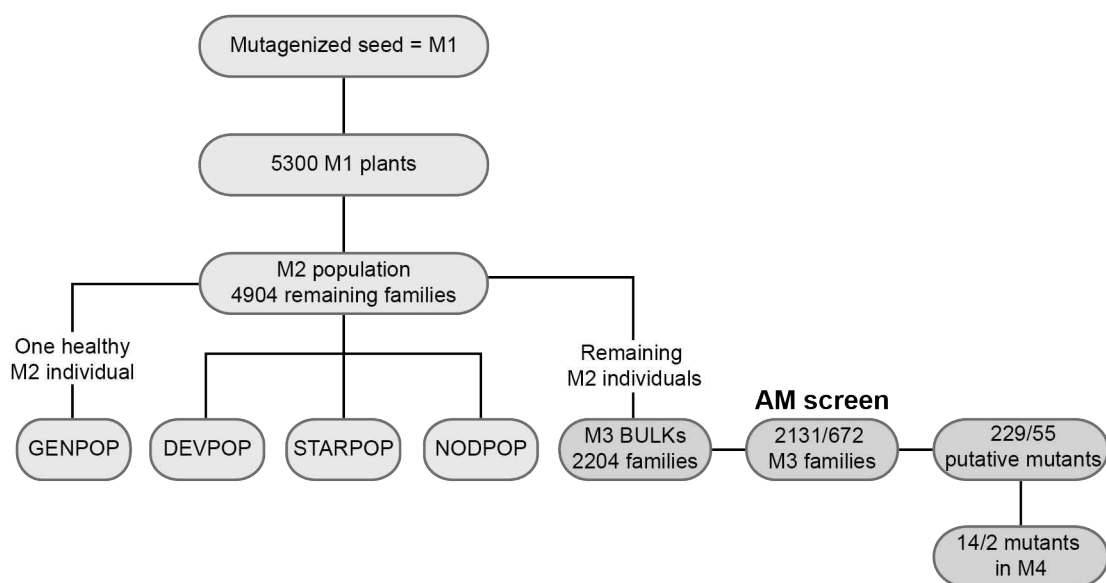 Mutagenized seed = M1
5300 M1 plants
M2 population
4904 remaining families
One healthy
M2 individual
Remaining
M2 individuals
GENPOP
DEVPOP
STARPOP
NODPOP
M3 BULKs
2204 families
AM screen
2131/672
M3 families
229/55
putative mutants
14/2 mutants
in M4